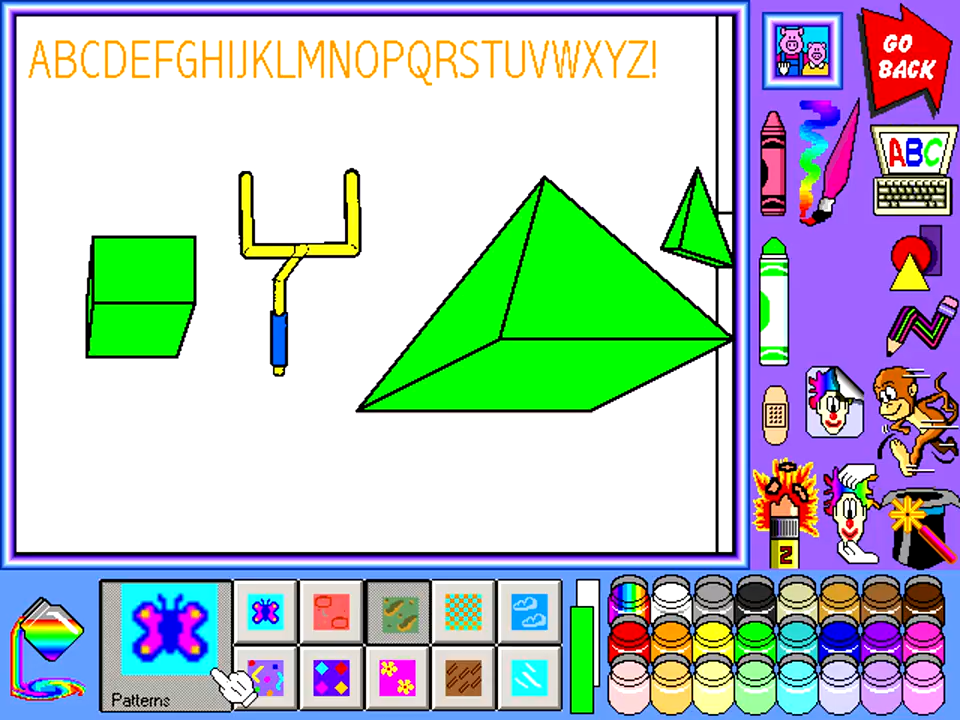 ABCDEFGHIJKLMNOPQRSTUVWXYZ!
GO
BACK
ABC
2
Patterns